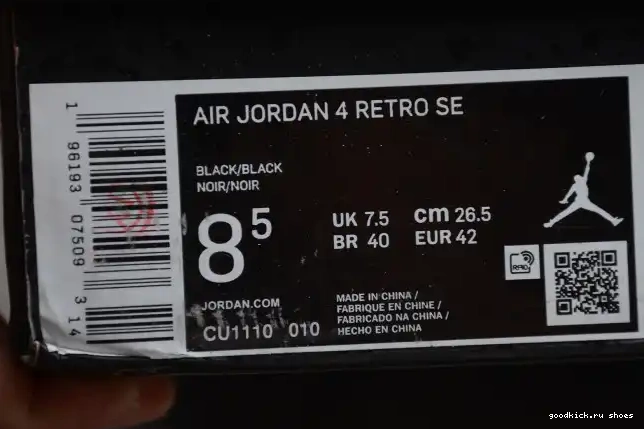 AIR JORDAN 4 RETRO SE
BLACK/BLACK
NOIR/NOIR
8 5
UK 7.5 cm 26.5
BR 40 EUR 42
JORDAN.COM
CU1110 010
MADE IN CHINA /
FABRIQUE EN CHINE /
FABRICADO NA CHINA /
HECHO EN CHINA
RFID
1 96193 07509 3 14
goodkick.ru shoes